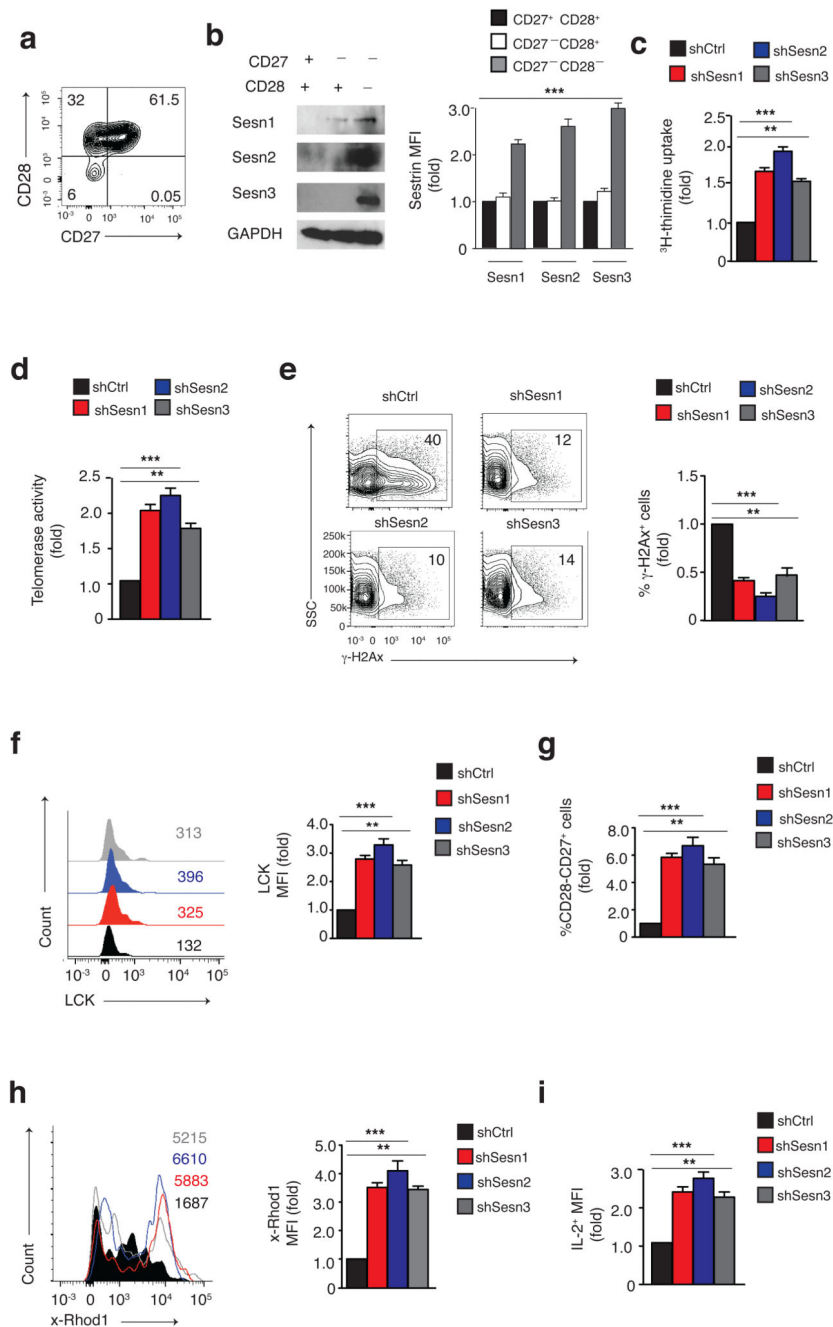 a
32
61.5
6
0.05
10⁵
10⁴
10³
0
10⁻³
CD28
10⁻³ 0 10³ 10⁴ 10⁵
CD27
b
CD27 + − −
CD28 + + −
Sesn1
Sesn2
Sesn3
GAPDH
CD27⁺ CD28⁺
CD27⁻CD28⁺
CD27⁻CD28⁻
***
3.0
2.0
1.0
0
Sestrin MFI
(fold)
Sesn1 Sesn2 Sesn3
c
shCtrl shSesn2
shSesn1 shSesn3
***
**
2.0
1.5
1.0
0
³H-thimidine uptake
(fold)
d
shCtrl shSesn2
shSesn1 shSesn3
***
**
2.5
2.0
1.0
0
Telomerase activity
(fold)
e
shCtrl shSesn1
40 12
shSesn2 shSesn3
10 14
250k
200k
150k
100k
50k
0
SSC
10⁻³ 0 10³ 10⁴ 10⁵ 10⁻³ 0 10³ 10⁴ 10⁵
γ-H2Ax
shCtrl shSesn2
shSesn1 shSesn3
***
**
1.0
0.5
0
% γ-H2Ax⁺ cells
(fold)
f
313
396
325
132
Count
10⁻³ 0 10³ 10⁴ 10⁵
LCK
shCtrl
shSesn1
shSesn2
shSesn3
***
**
4.0
3.0
2.0
1.0
0
LCK
MFI (fold)
g
shCtrl
shSesn1
shSesn2
shSesn3
***
**
8.0
6.0
4.0
2.0
0
%CD28-CD27⁺ cells
(fold)
h
5215
6610
5883
1687
Count
10⁻³ 0 10³ 10⁴ 10⁵
x-Rhod1
shCtrl
shSesn1
shSesn2
shSesn3
***
**
5.0
4.0
3.0
2.0
1.0
0
x-Rhod1
MFI (fold)
i
shCtrl
shSesn1
shSesn2
shSesn3
***
**
3.0
2.0
1.0
0
IL-2⁺ MFI
(fold)